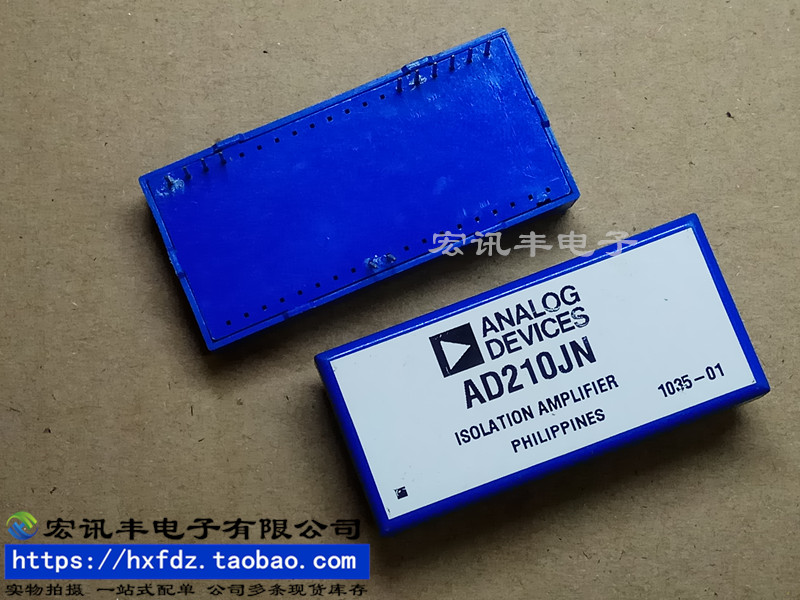 宏讯丰电子
ANALOG
DEVICES
AD210JN
ISOLATION AMPLIFIER
PHILIPPINES
1035-01
宏讯丰电子有限公司
https://hxfdz.taobao.com
实物拍摄 一站式配单 公司多条现货库存